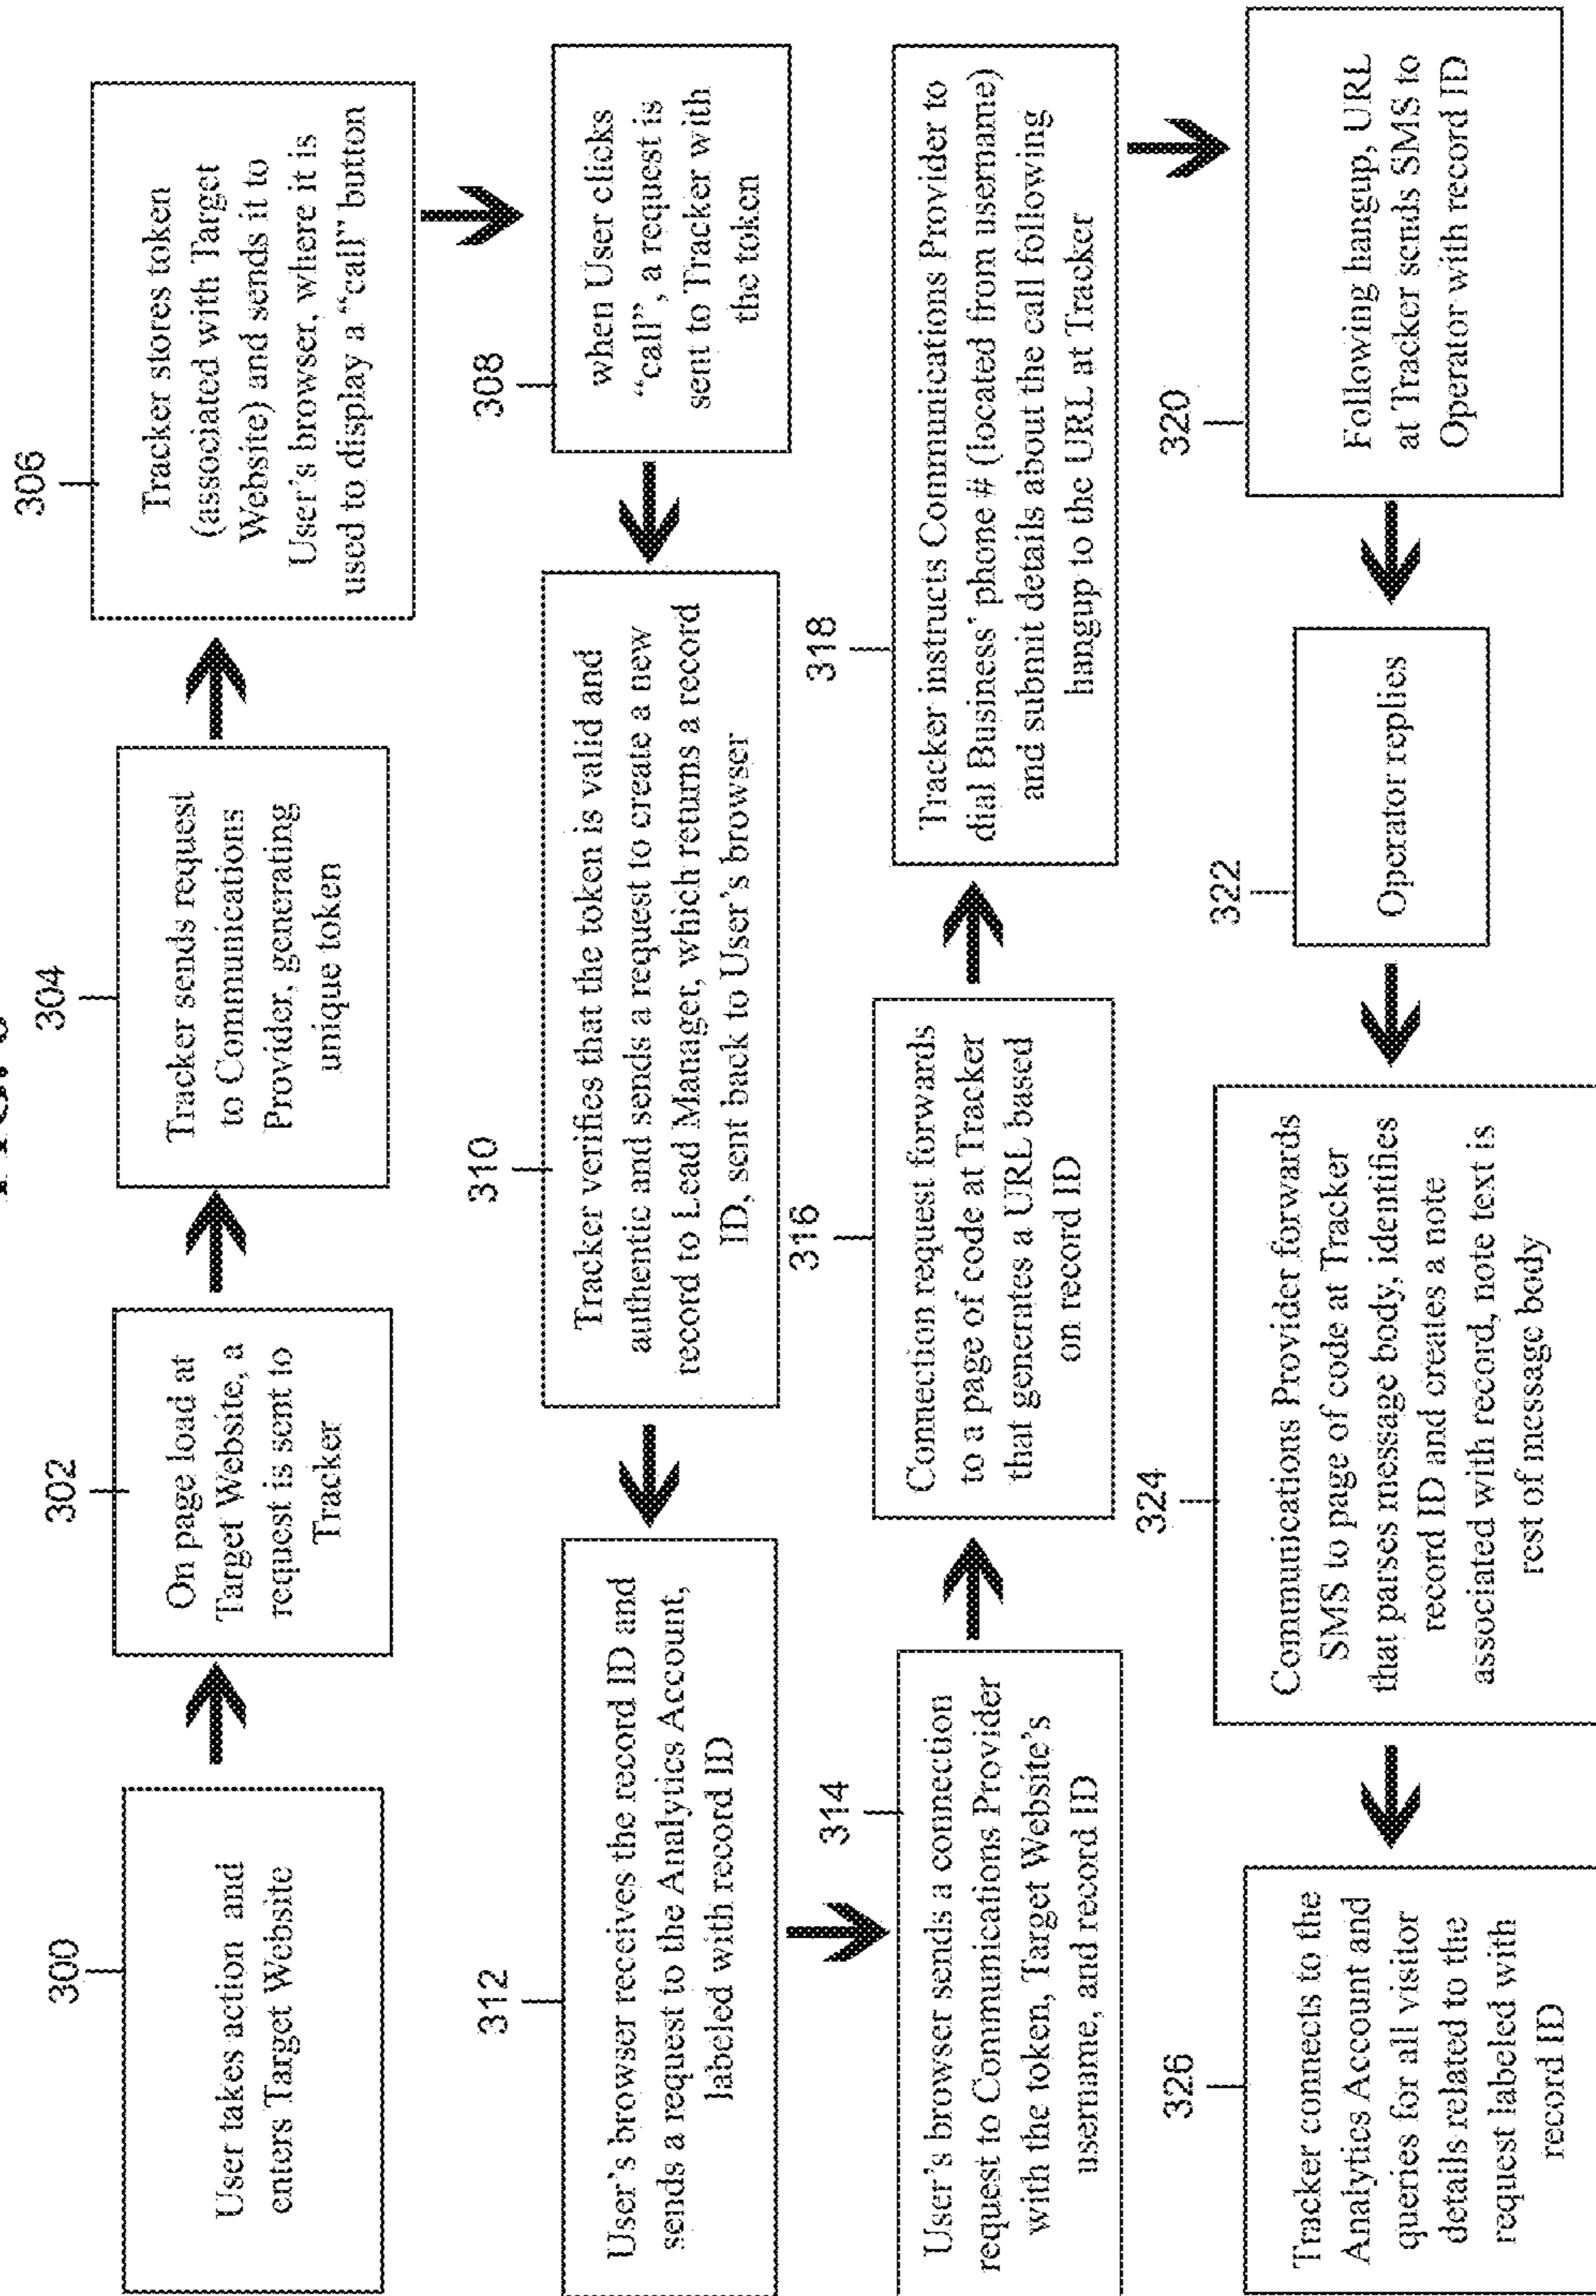 300
User takes action and
enters Target Website
302
On page load at
Target Website, a
request is sent to
Tracker
304
Tracker sends request
to Communications
Provider, generating
unique token
306
Tracker stores token
(associated with Target
Website) and sends it to
User's browser, where it is
used to display a “call” button
308
when User clicks
“call”, a request is
sent to Tracker with
the token
310
Tracker verifies that the token is valid and
authentic and sends a request to create a new
record to Lead Manager, which returns a record
ID, sent back to User's browser
312
User's browser receives the record ID and
sends a request to the Analytics Account,
labeled with record ID
314
User's browser sends a connection
request to Communications Provider
with the token, Target Website's
username, and record ID
316
Connection request forwards
to a page of code at Tracker
that generates a URL based
on record ID
318
Tracker instructs Communications Provider to
dial Business' phone # (located from username)
and submit details about the call following
hangup to the URL at Tracker
320
Following hangup, URL
at Tracker sends SMS to
Operator with record ID
322
Operator replies
324
Communications Provider forwards
SMS to page of code at Tracker
that parses message body, identifies
record ID and creates a note
associated with record, note text is
rest of message body
326
Tracker connects to the
Analytics Account and
queries for all visitor
details related to the
request labeled with
record ID